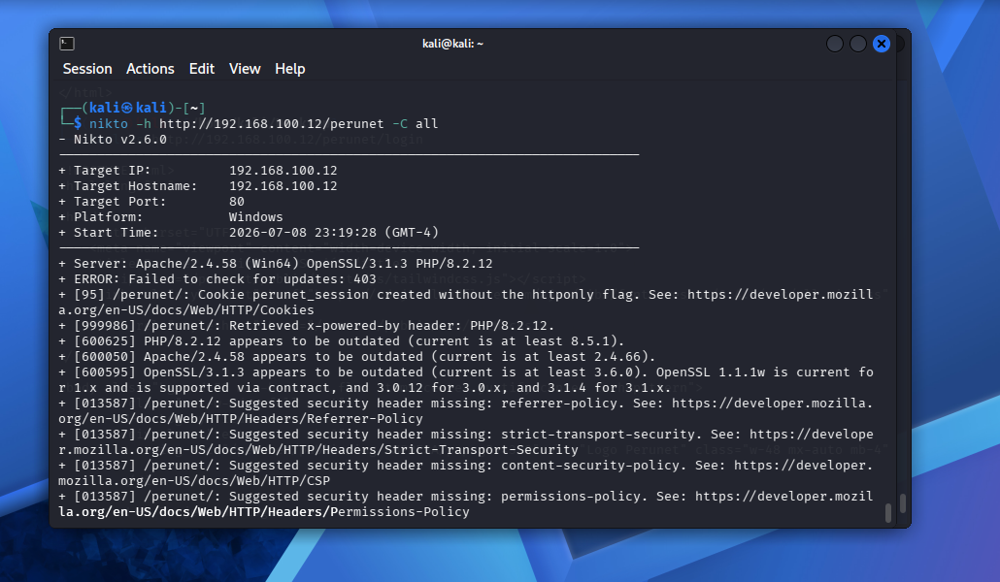 kali@kali: ~
Session Actions Edit View Help
┌──(kali㉿kali)-[~]
└─$ nikto -h http://192.168.100.12/perunet -C all
- Nikto v2.6.0
+ Target IP: 192.168.100.12
+ Target Hostname: 192.168.100.12
+ Target Port: 80
+ Platform: Windows
+ Start Time: 2026-07-08 23:19:28 (GMT-4)
+ Server: Apache/2.4.58 (Win64) OpenSSL/3.1.3 PHP/8.2.12
+ ERROR: Failed to check for updates: 403
+ [95] /perunet/: Cookie perunet_session created without the httponly flag. See: https://developer.mozill
a.org/en-US/docs/Web/HTTP/Cookies
+ [999986] /perunet/: Retrieved x-powered-by header: PHP/8.2.12.
+ [600625] PHP/8.2.12 appears to be outdated (current is at least 8.5.1).
+ [600050] Apache/2.4.58 appears to be outdated (current is at least 2.4.66).
+ [600595] OpenSSL/3.1.3 appears to be outdated (current is at least 3.6.0). OpenSSL 1.1.1w is current fo
r 1.x and is supported via contract, and 3.0.12 for 3.0.x, and 3.1.4 for 3.1.x.
+ [013587] /perunet/: Suggested security header missing: referrer-policy. See: https://developer.mozilla.
org/en-US/docs/Web/HTTP/Headers/Referrer-Policy
+ [013587] /perunet/: Suggested security header missing: strict-transport-security. See: https://develope
r.mozilla.org/en-US/docs/Web/HTTP/Headers/Strict-Transport-Security
+ [013587] /perunet/: Suggested security header missing: content-security-policy. See: https://developer.
mozilla.org/en-US/docs/Web/HTTP/CSP
+ [013587] /perunet/: Suggested security header missing: permissions-policy. See: https://developer.mozil
la.org/en-US/docs/Web/HTTP/Headers/Permissions-Policy